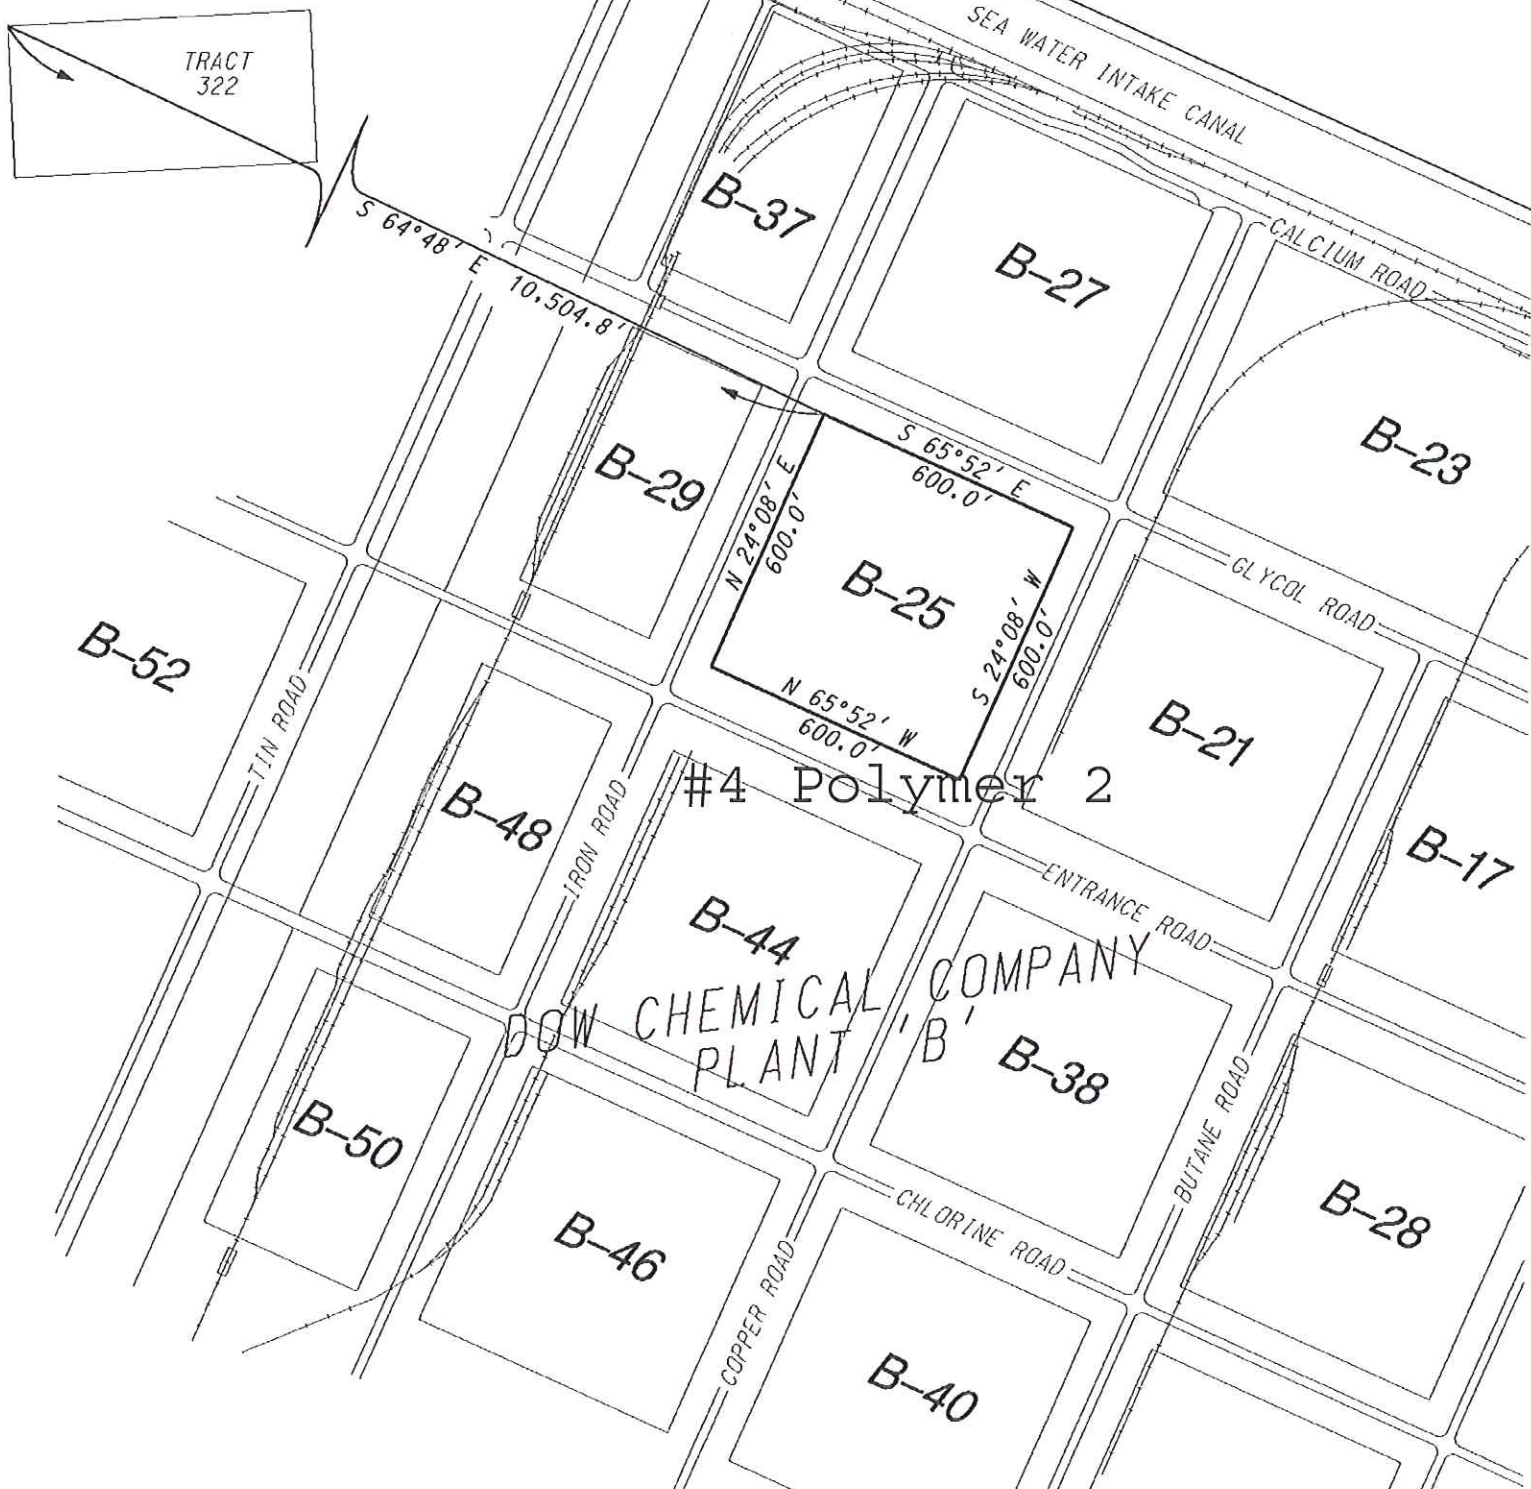 SEA WATER INTAKE CANAL
TRACT
322
B-37
S 64°48' E 10,504.8'
B-27
CALCIUM ROAD
B-23
B-29
S 65°52' E
600.0'
N 24°08' E
600.0'
B-25
S 24°08' W
600.0'
GLYCOL ROAD
B-52
TIN ROAD
N 65°52' W
600.0'
B-21
#4 Polymer 2
B-48
IRON ROAD
B-17
ENTRANCE ROAD
B-44
DOW CHEMICAL COMPANY
PLANT 'B'
B-38
BUTANE ROAD
B-50
B-46
CHLORINE ROAD
B-28
COPPER ROAD
B-40